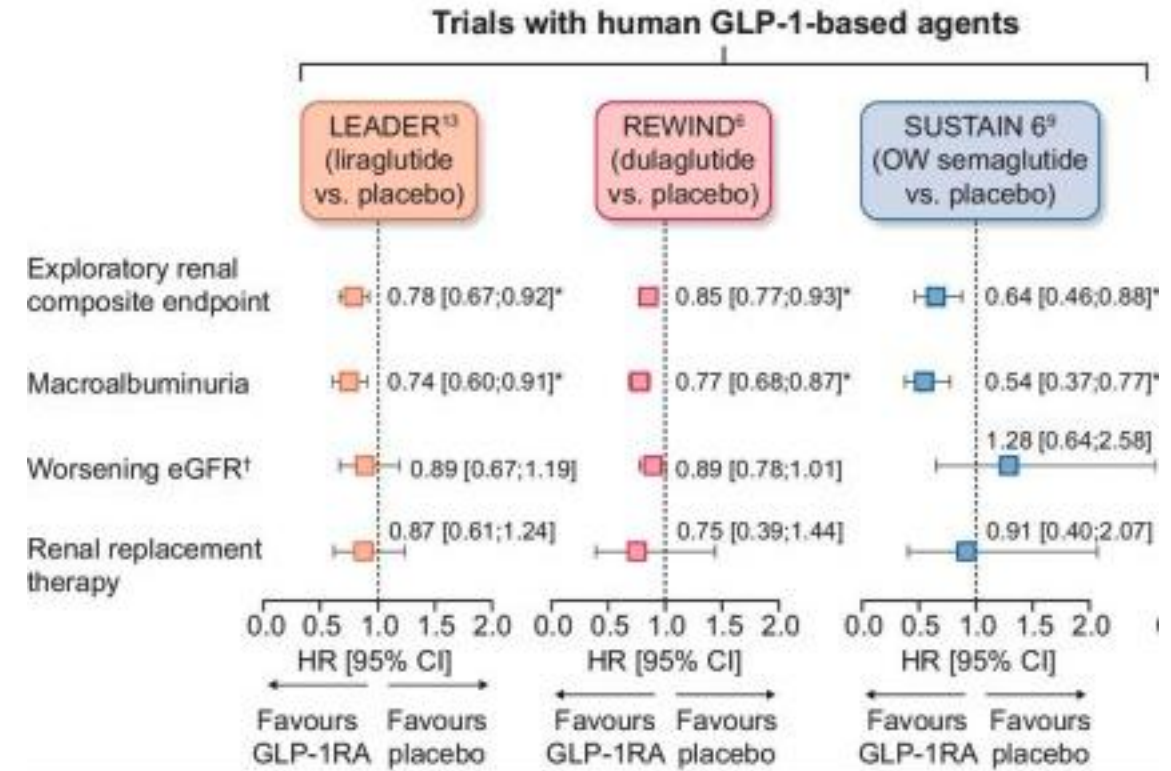 Trials with human GLP-1-based agents
LEADER¹³
(liraglutide
vs. placebo)
REWIND⁶
(dulaglutide
vs. placebo)
SUSTAIN 6⁹
(OW semaglutide
vs. placebo)
Exploratory renal
composite endpoint
0.78 [0.67;0.92]*
0.85 [0.77;0.93]*
0.64 [0.46;0.88]*
Macroalbuminuria
0.74 [0.60;0.91]*
0.77 [0.68;0.87]*
0.54 [0.37;0.77]*
Worsening eGFR†
0.89 [0.67;1.19]
0.89 [0.78;1.01]
1.28 [0.64;2.58]
Renal replacement
therapy
0.87 [0.61;1.24]
0.75 [0.39;1.44]
0.91 [0.40;2.07]
0.0 0.5 1.0 1.5 2.0
0.0 0.5 1.0 1.5 2.0
0.0 0.5 1.0 1.5 2.0
HR [95% CI]
HR [95% CI]
HR [95% CI]
Favours
GLP-1RA
Favours
placebo
Favours
GLP-1RA
Favours
placebo
Favours
GLP-1RA
Favours
placebo